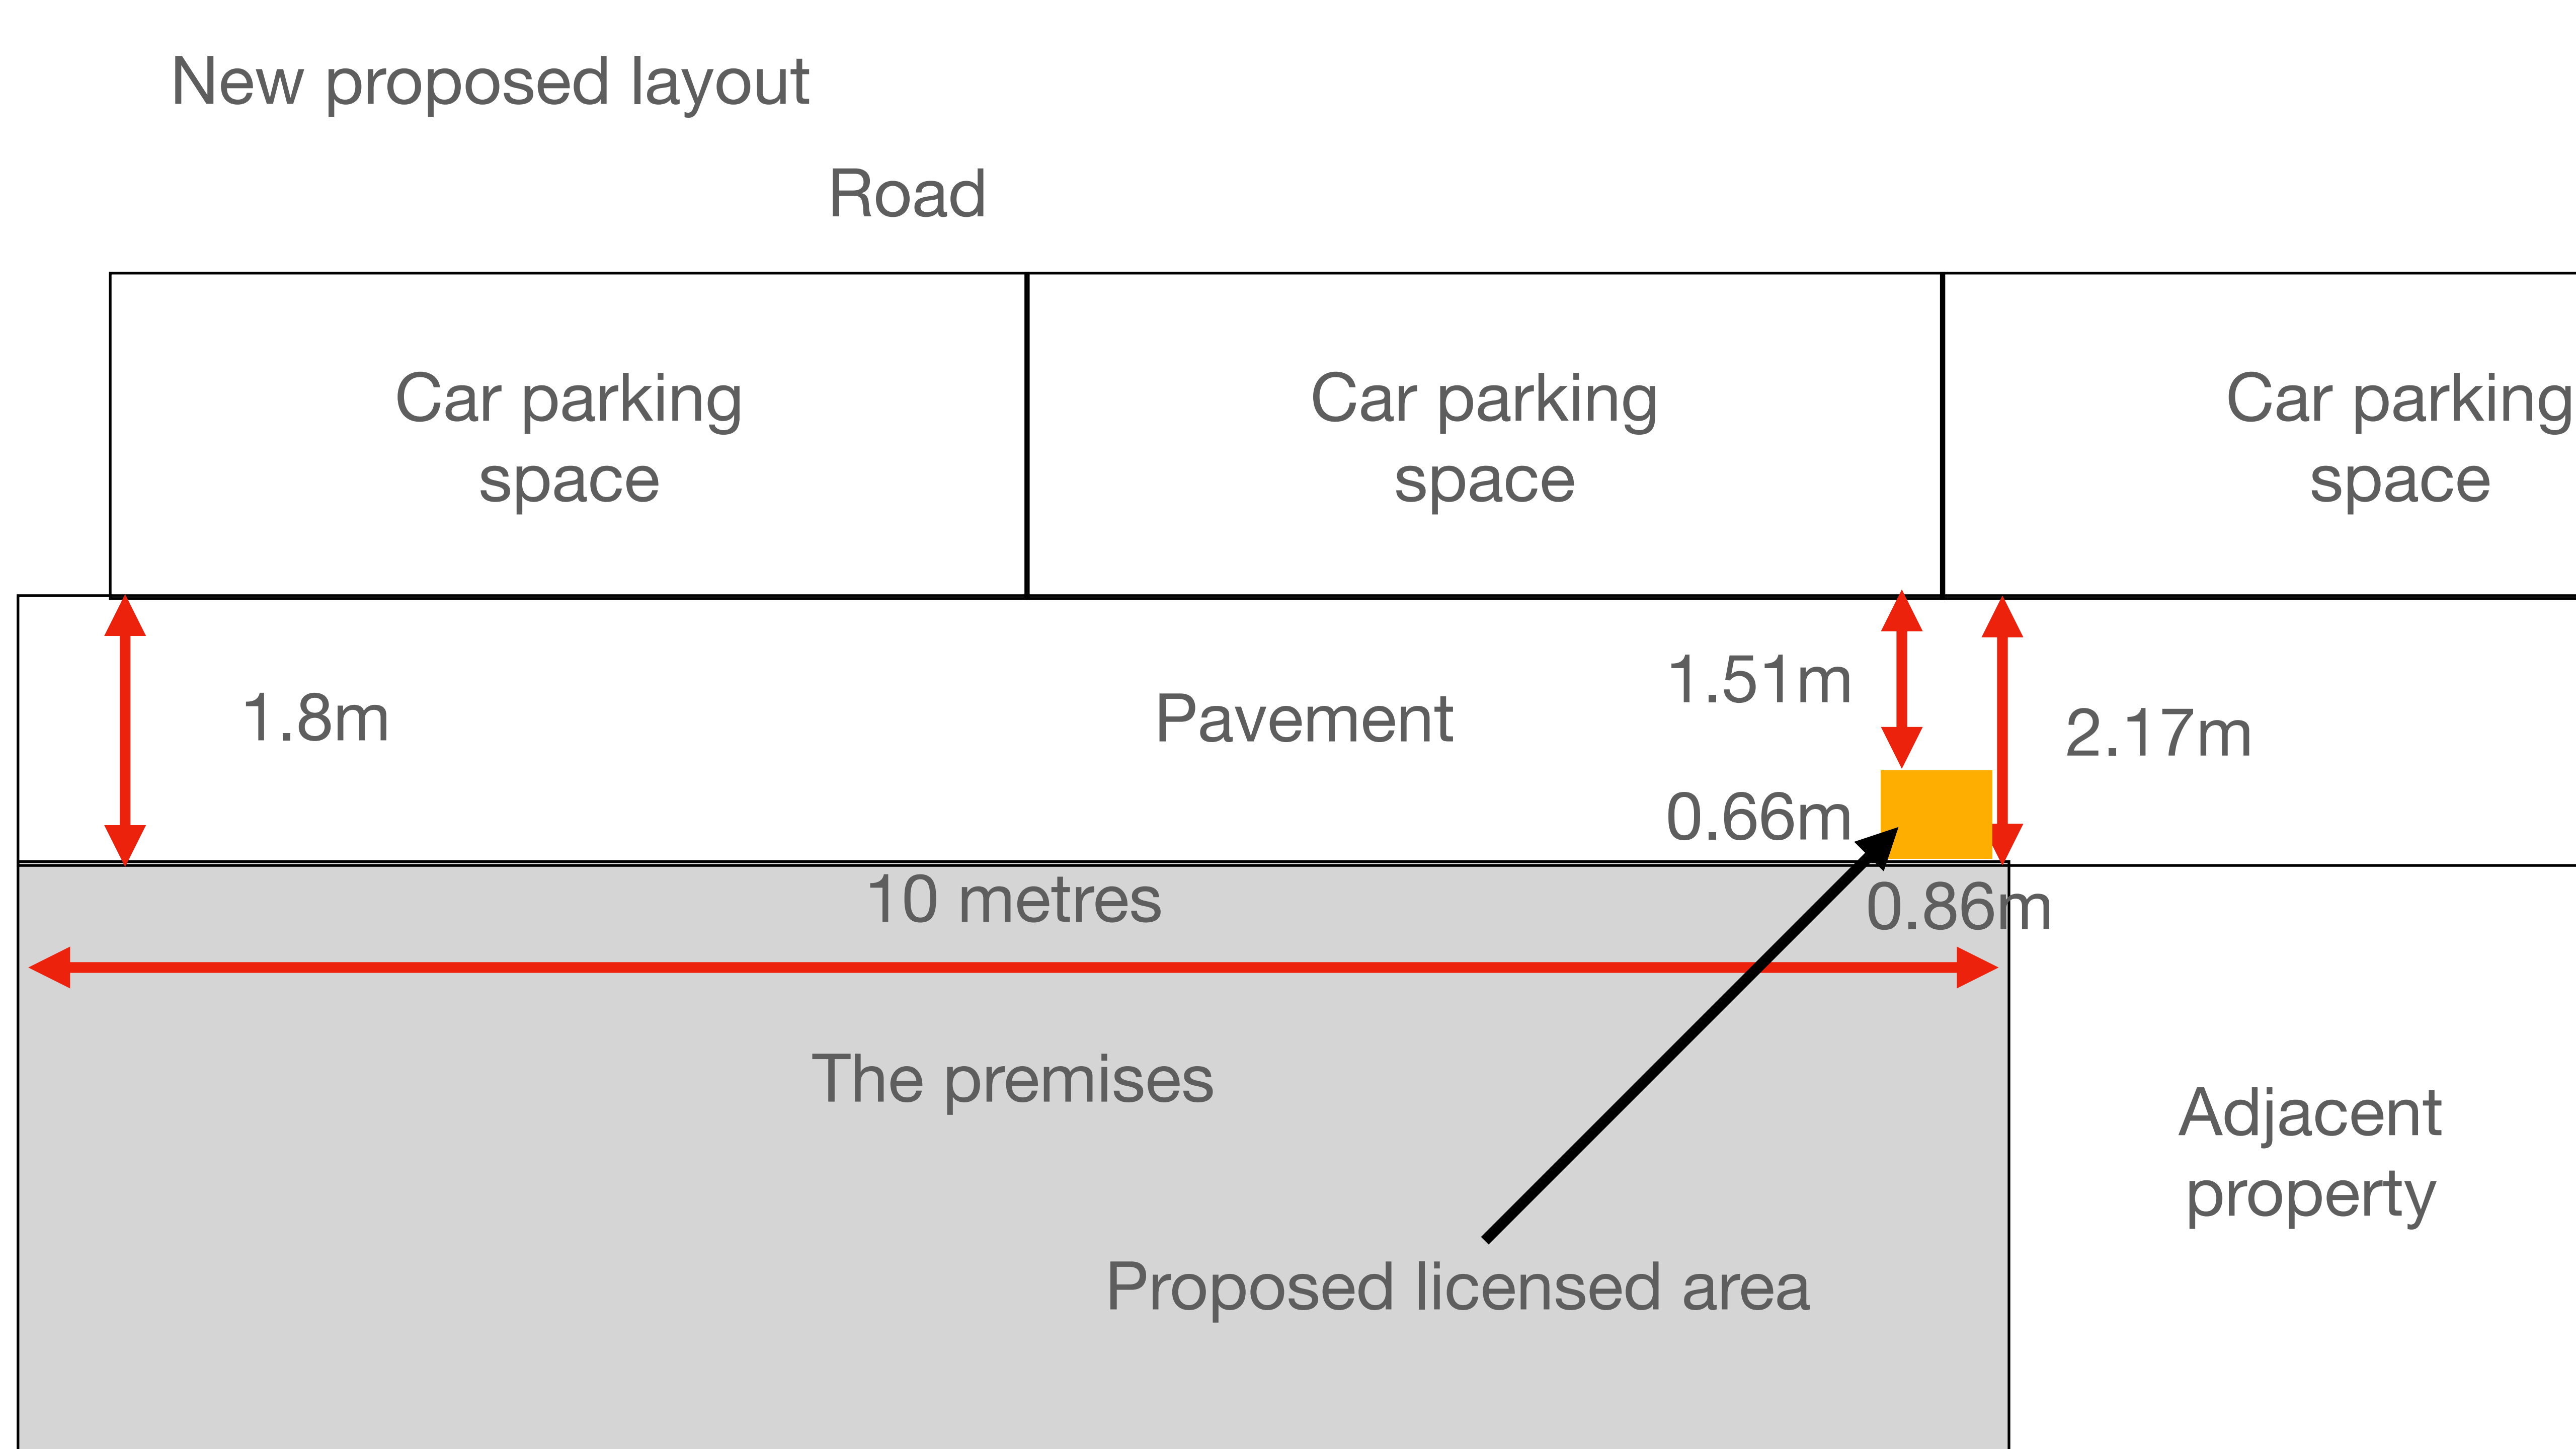 New proposed layout
Road
Car parking
space
Car parking
space
Car parking
space
1.8m
Pavement
1.51m
2.17m
0.66m
10 metres
0.86m
The premises
Adjacent
property
Proposed licensed area